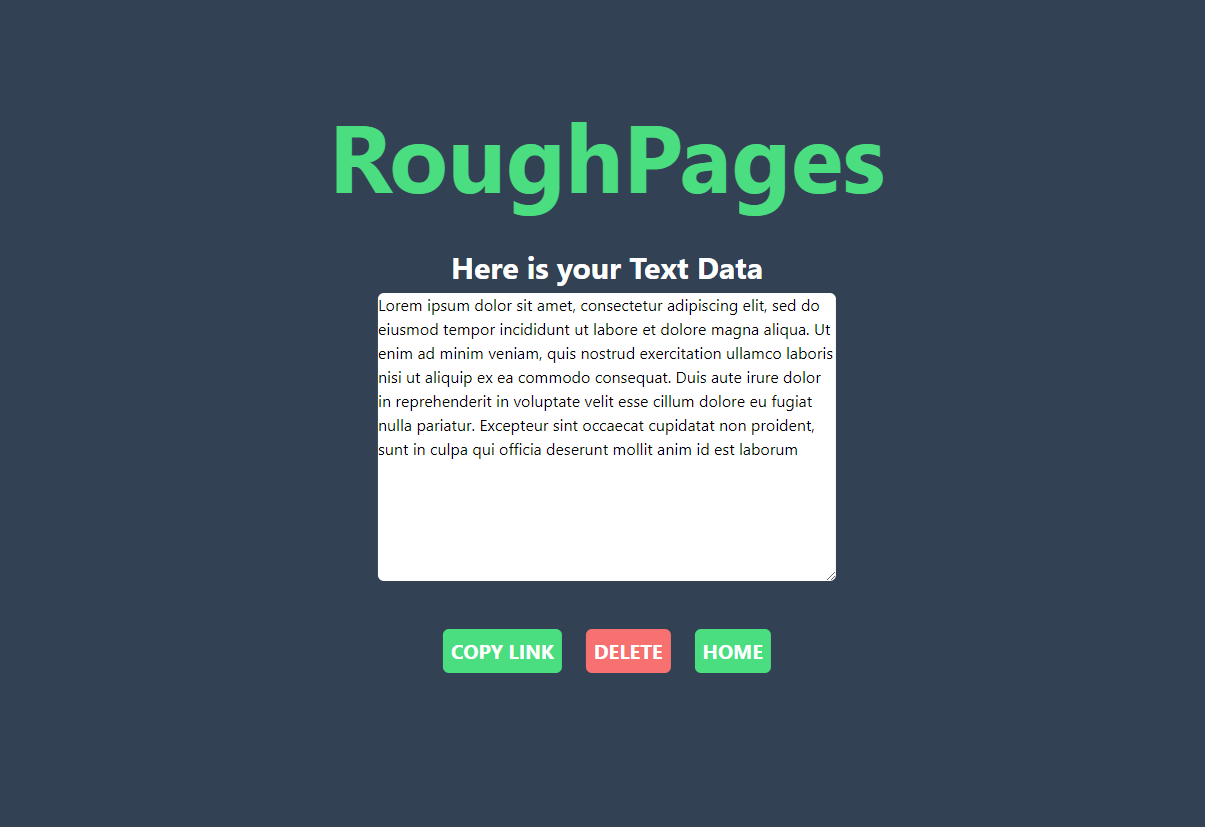 RoughPages
Here is your Text Data
Lorem ipsum dolor sit amet, consectetur adipiscing elit, sed do
eiusmod tempor incididunt ut labore et dolore magna aliqua. Ut
enim ad minim veniam, quis nostrud exercitation ullamco laboris
nisi ut aliquip ex ea commodo consequat. Duis aute irure dolor
in reprehenderit in voluptate velit esse cillum dolore eu fugiat
nulla pariatur. Excepteur sint occaecat cupidatat non proident,
sunt in culpa qui officia deserunt mollit anim id est laborum
COPY LINK DELETE HOME